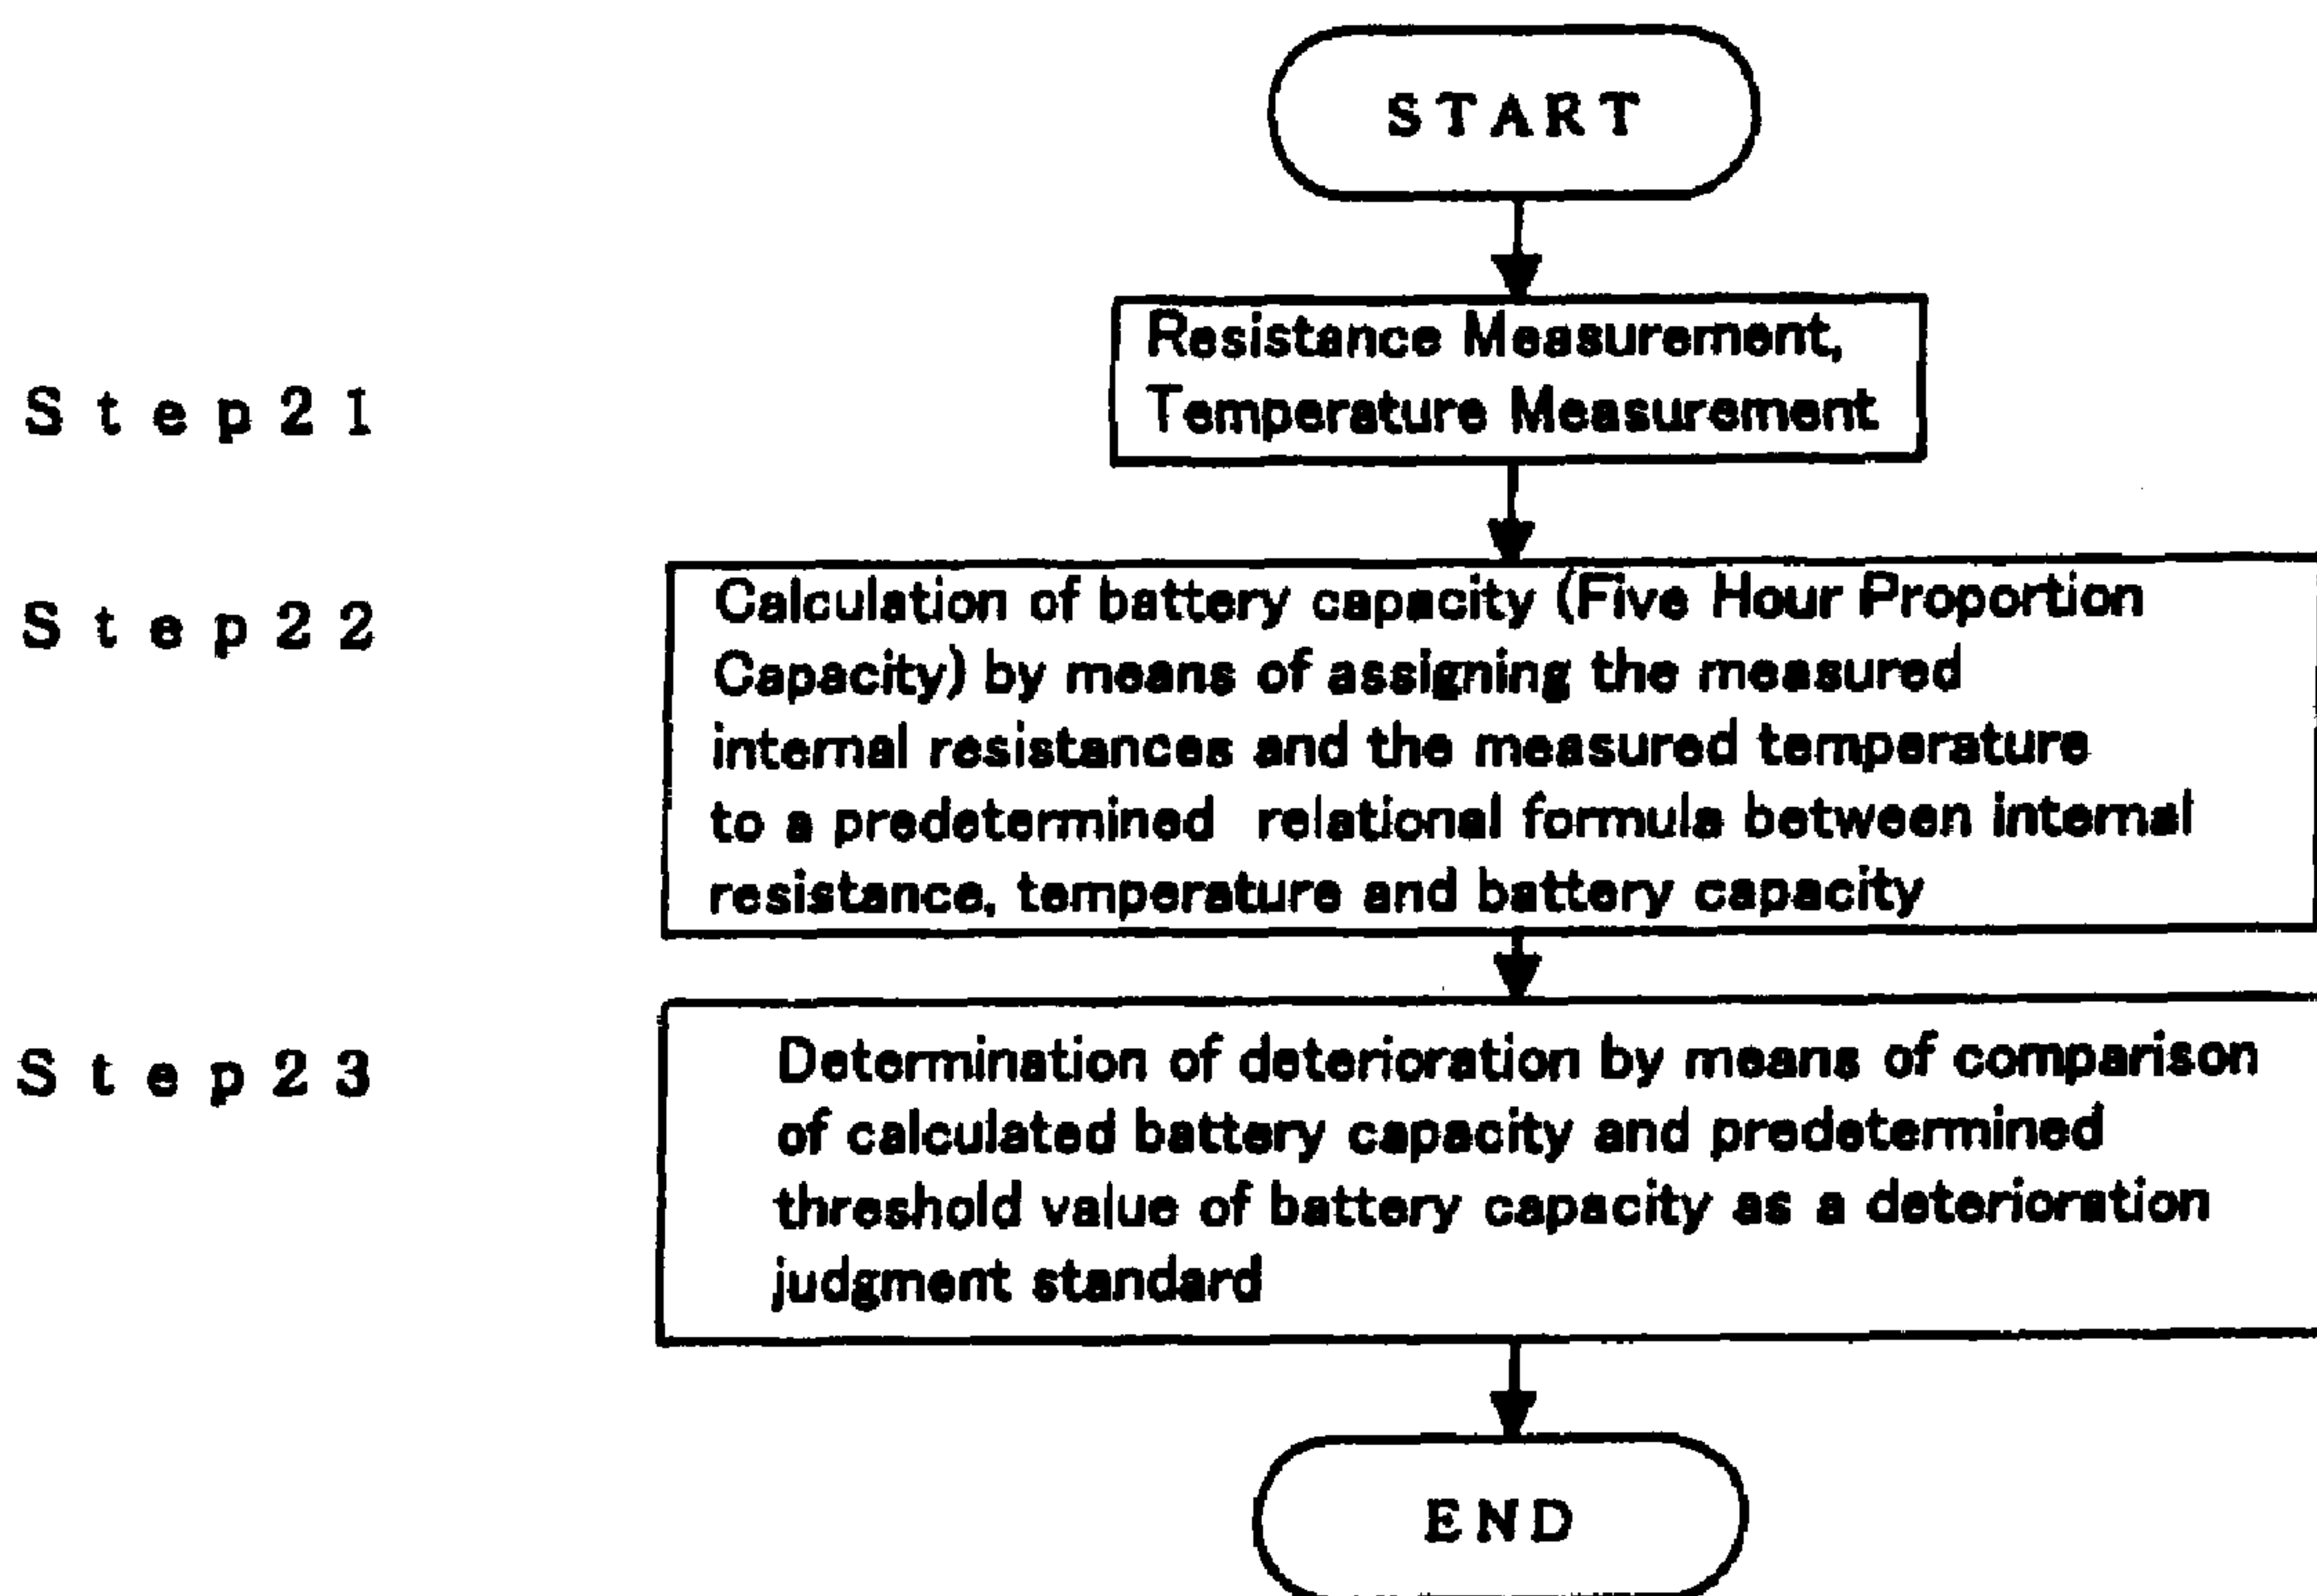 START
Step21
Resistance Measurement,
Temperature Measurement
Step22
Calculation of battery capacity (Five Hour Proportion
Capacity) by means of assigning the measured
internal resistances and the measured temperature
to a predetermined relational formula between internal
resistance, temperature and battery capacity
Step23
Determination of deterioration by means of comparison
of calculated battery capacity and predetermined
threshold value of battery capacity as a deterioration
judgment standard
END